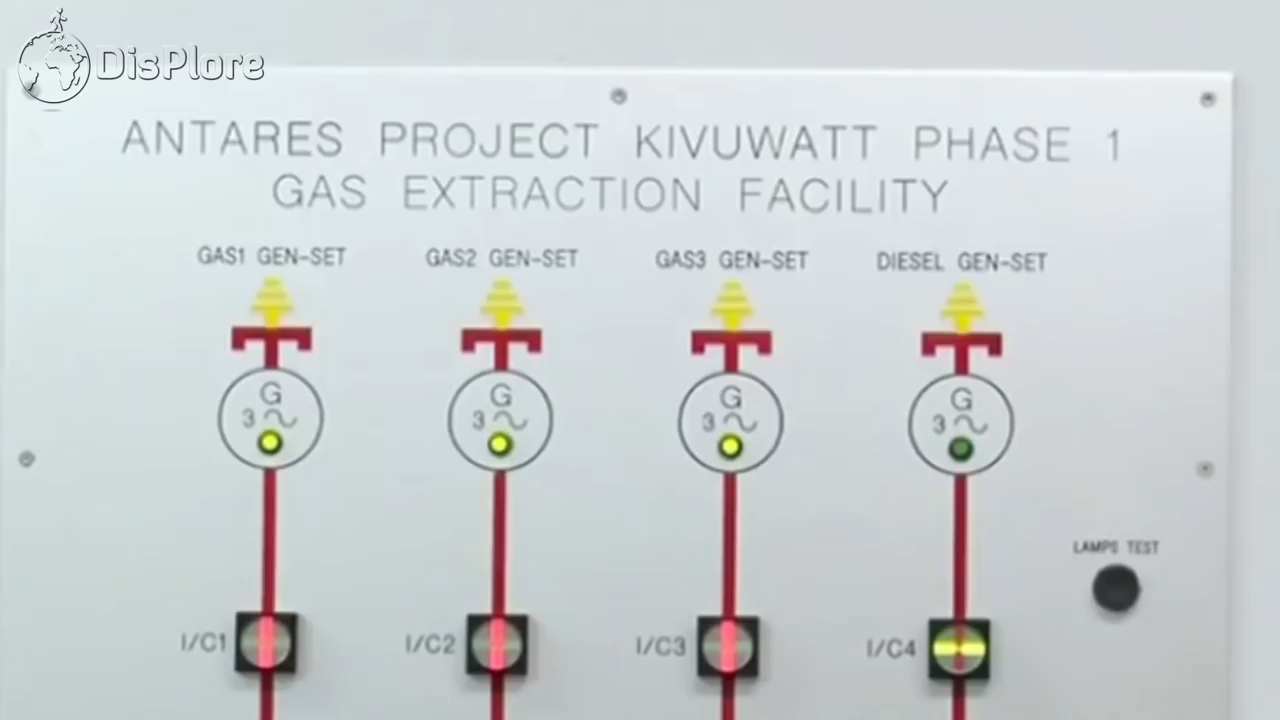 DisPlore
ANTARES PROJECT KIVUWATT PHASE 1
GAS EXTRACTION FACILITY
GAS1 GEN-SET GAS2 GEN-SET GAS3 GEN-SET DIESEL GEN-SET
G G G G
3 3 3 3
LAMPS TEST
I/C1 I/C2 I/C3 I/C4